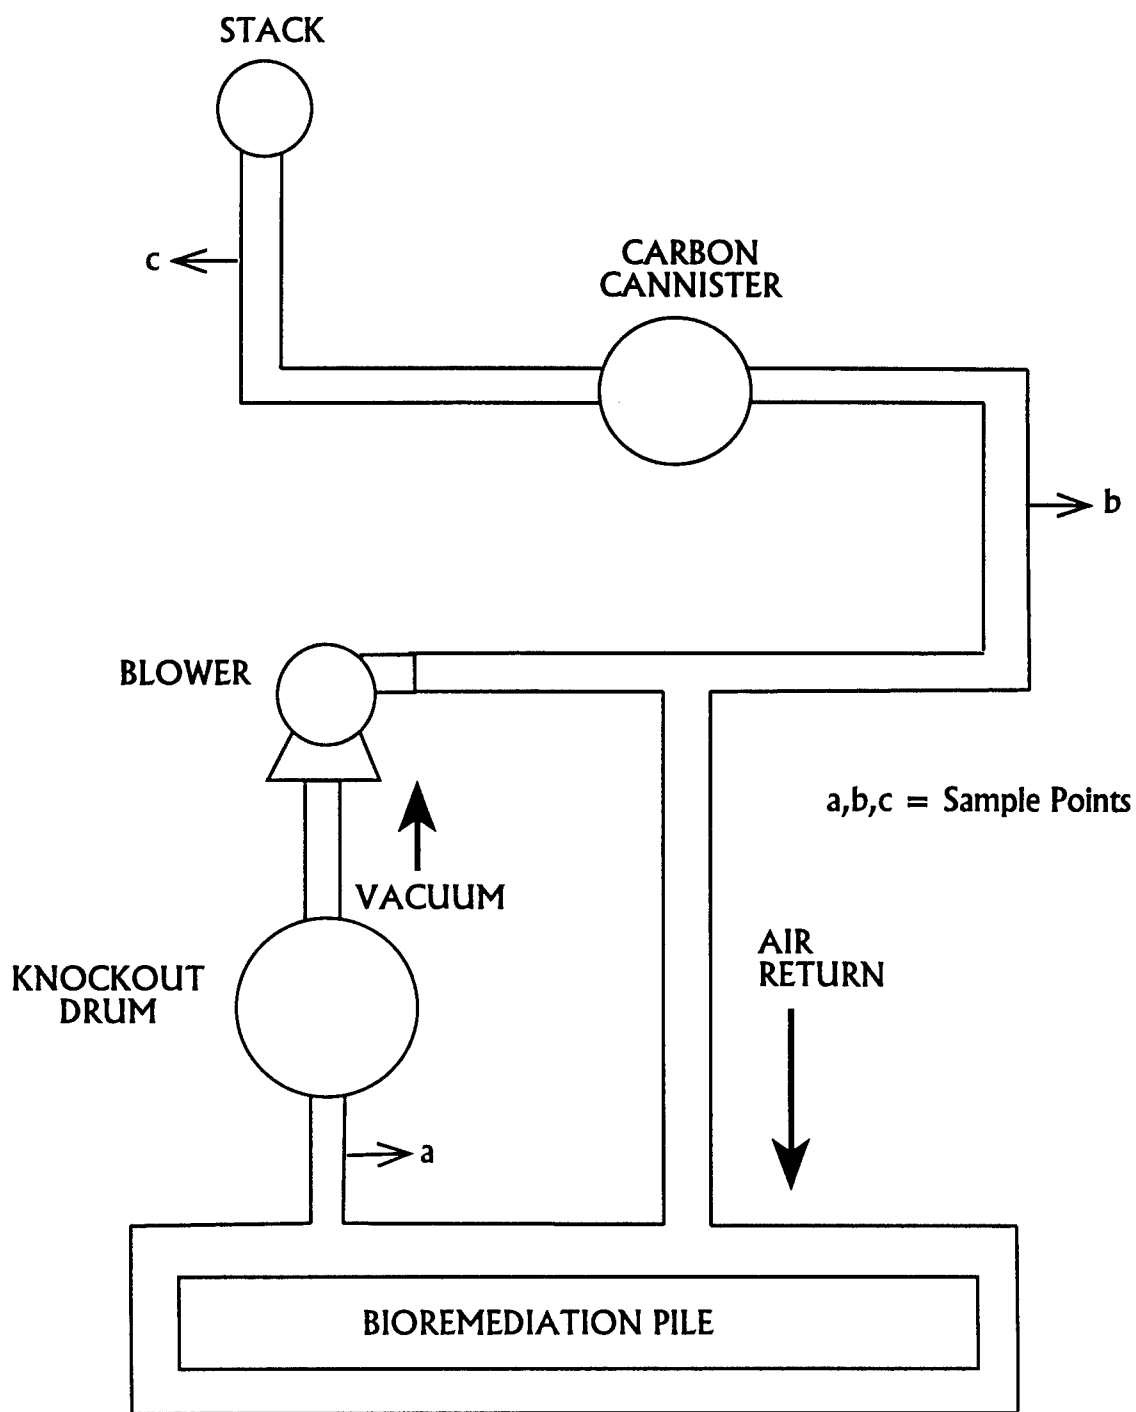 STACK
c
CARBON
CANNISTER
b
BLOWER
a,b,c = Sample Points
VACUUM
AIR
RETURN
KNOCKOUT
DRUM
a
BIOREMEDIATION PILE